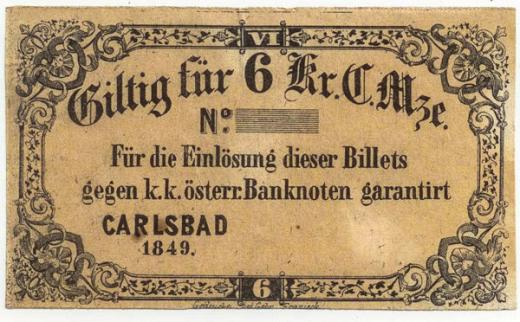 VI
Giltig für 6 Kr. C. Mze.
No.
Für die Einlösung dieser Billets
gegen k.k. österr. Banknoten garantirt
CARLSBAD
1849.
6